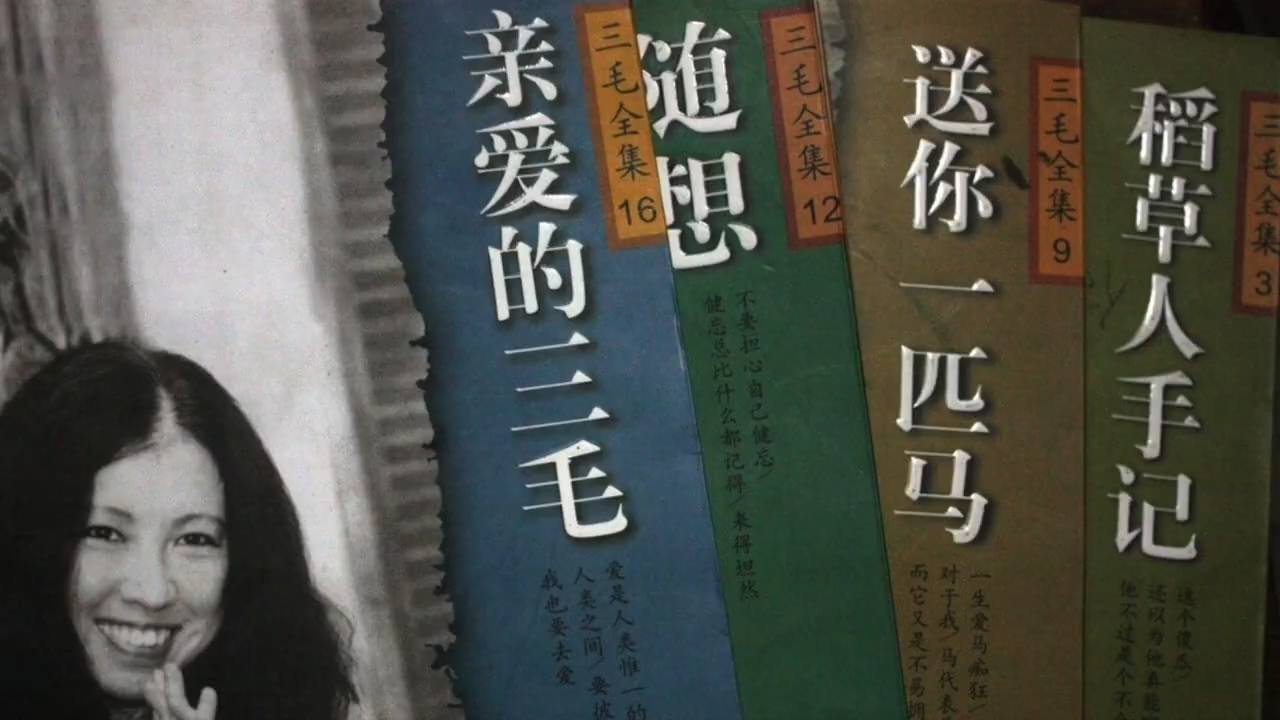 亲爱的三毛
三毛全集
16
爱是人类惟一的
人类之间/要彼
我也要去爱
随想
三毛全集
12
不要担心自己健忘/
健忘总比什么都记得/来得坦然
送你一匹马
三毛全集
9
一生爱马痴狂/
对于我/马代表
而它又是不易拥
稻草人手记
三毛全集
3
这个傻瓜/
还以为他真能
他不过是个不